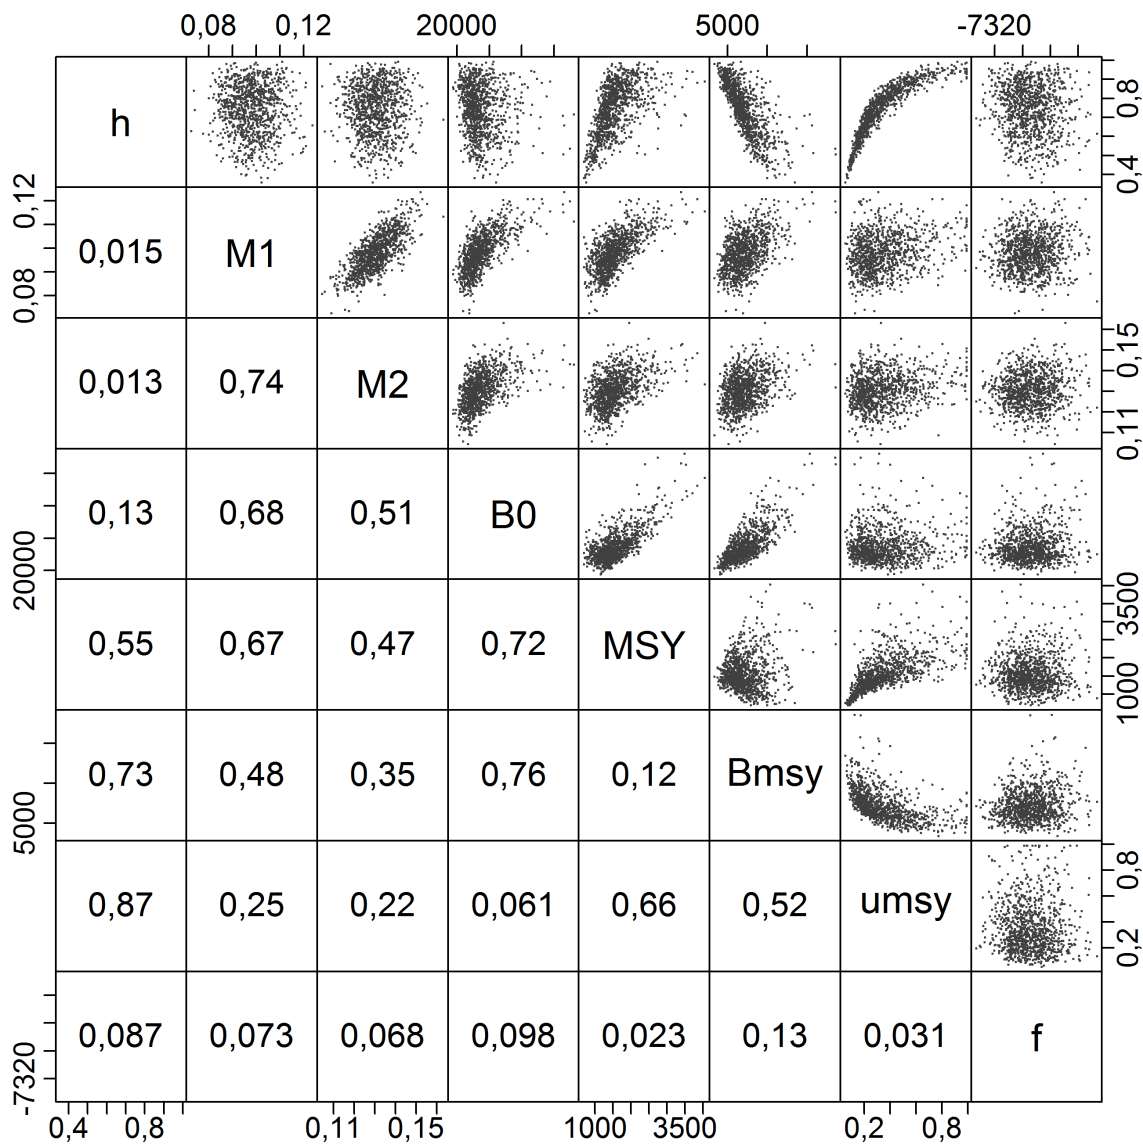 0,08 0,12 20000 5000 -7320
h 0,4 0,8
0,08 0,12 0,015 M1
0,013 0,74 M2 0,11 0,15
20000 0,13 0,68 0,51 B0
0,55 0,67 0,47 0,72 MSY 1000 3500
5000 0,73 0,48 0,35 0,76 0,12 Bmsy
0,87 0,25 0,22 0,061 0,66 0,52 umsy 0,2 0,8
-7320 0,087 0,073 0,068 0,098 0,023 0,13 0,031 f
0,4 0,8 0,11 0,15 1000 3500 0,2 0,8